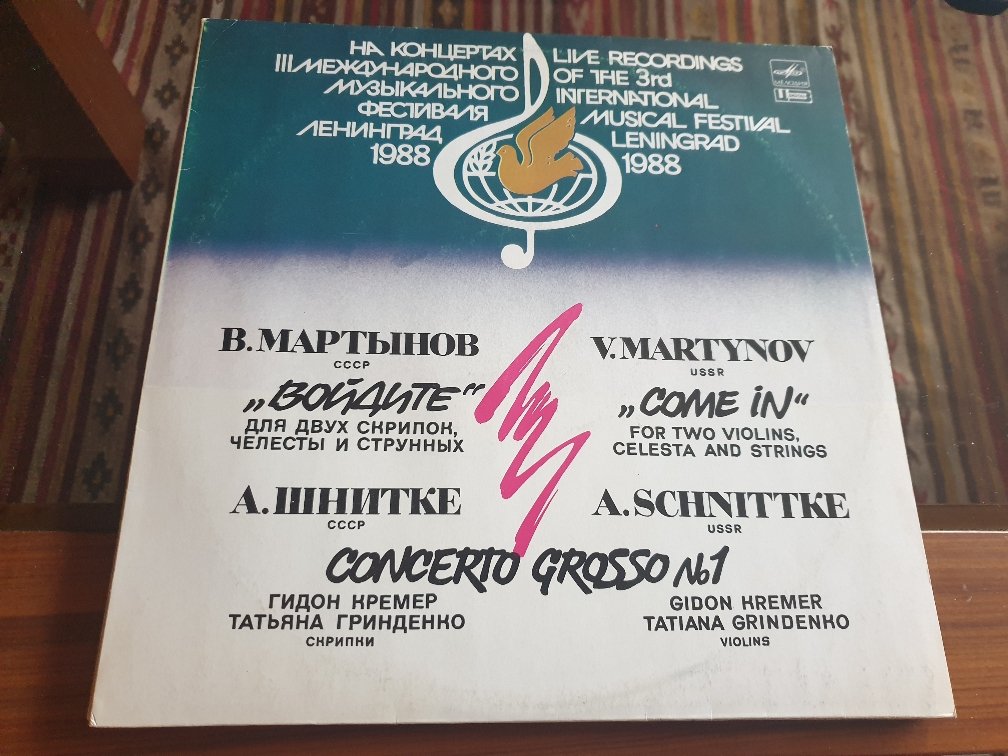 НА КОНЦЕРТАХ
III МЕЖДУНАРОДНОГО
МУЗЫКАЛЬНОГО
ФЕСТИВАЛЯ
ЛЕНИНГРАД
1988
LIVE RECORDINGS
OF THE 3rd
INTERNATIONAL
MUSICAL FESTIVAL
LENINGRAD
1988
МЕЛОДИЯ
В. МАРТЫНОВ
СССР
„ВОЙДИТЕ“
ДЛЯ ДВУХ СКРИПОК,
ЧЕЛЕСТЫ И СТРУННЫХ
V. MARTYNOV
USSR
„COME IN“
FOR TWO VIOLINS,
CELESTA AND STRINGS
А. ШНИТКЕ
СССР
A. SCHNITTKE
USSR
CONCERTO GROSSO №1
ГИДОН КРЕМЕР
ТАТЬЯНА ГРИНДЕНКО
СКРИПКИ
GIDON KREMER
TATIANA GRINDENKO
VIOLINS